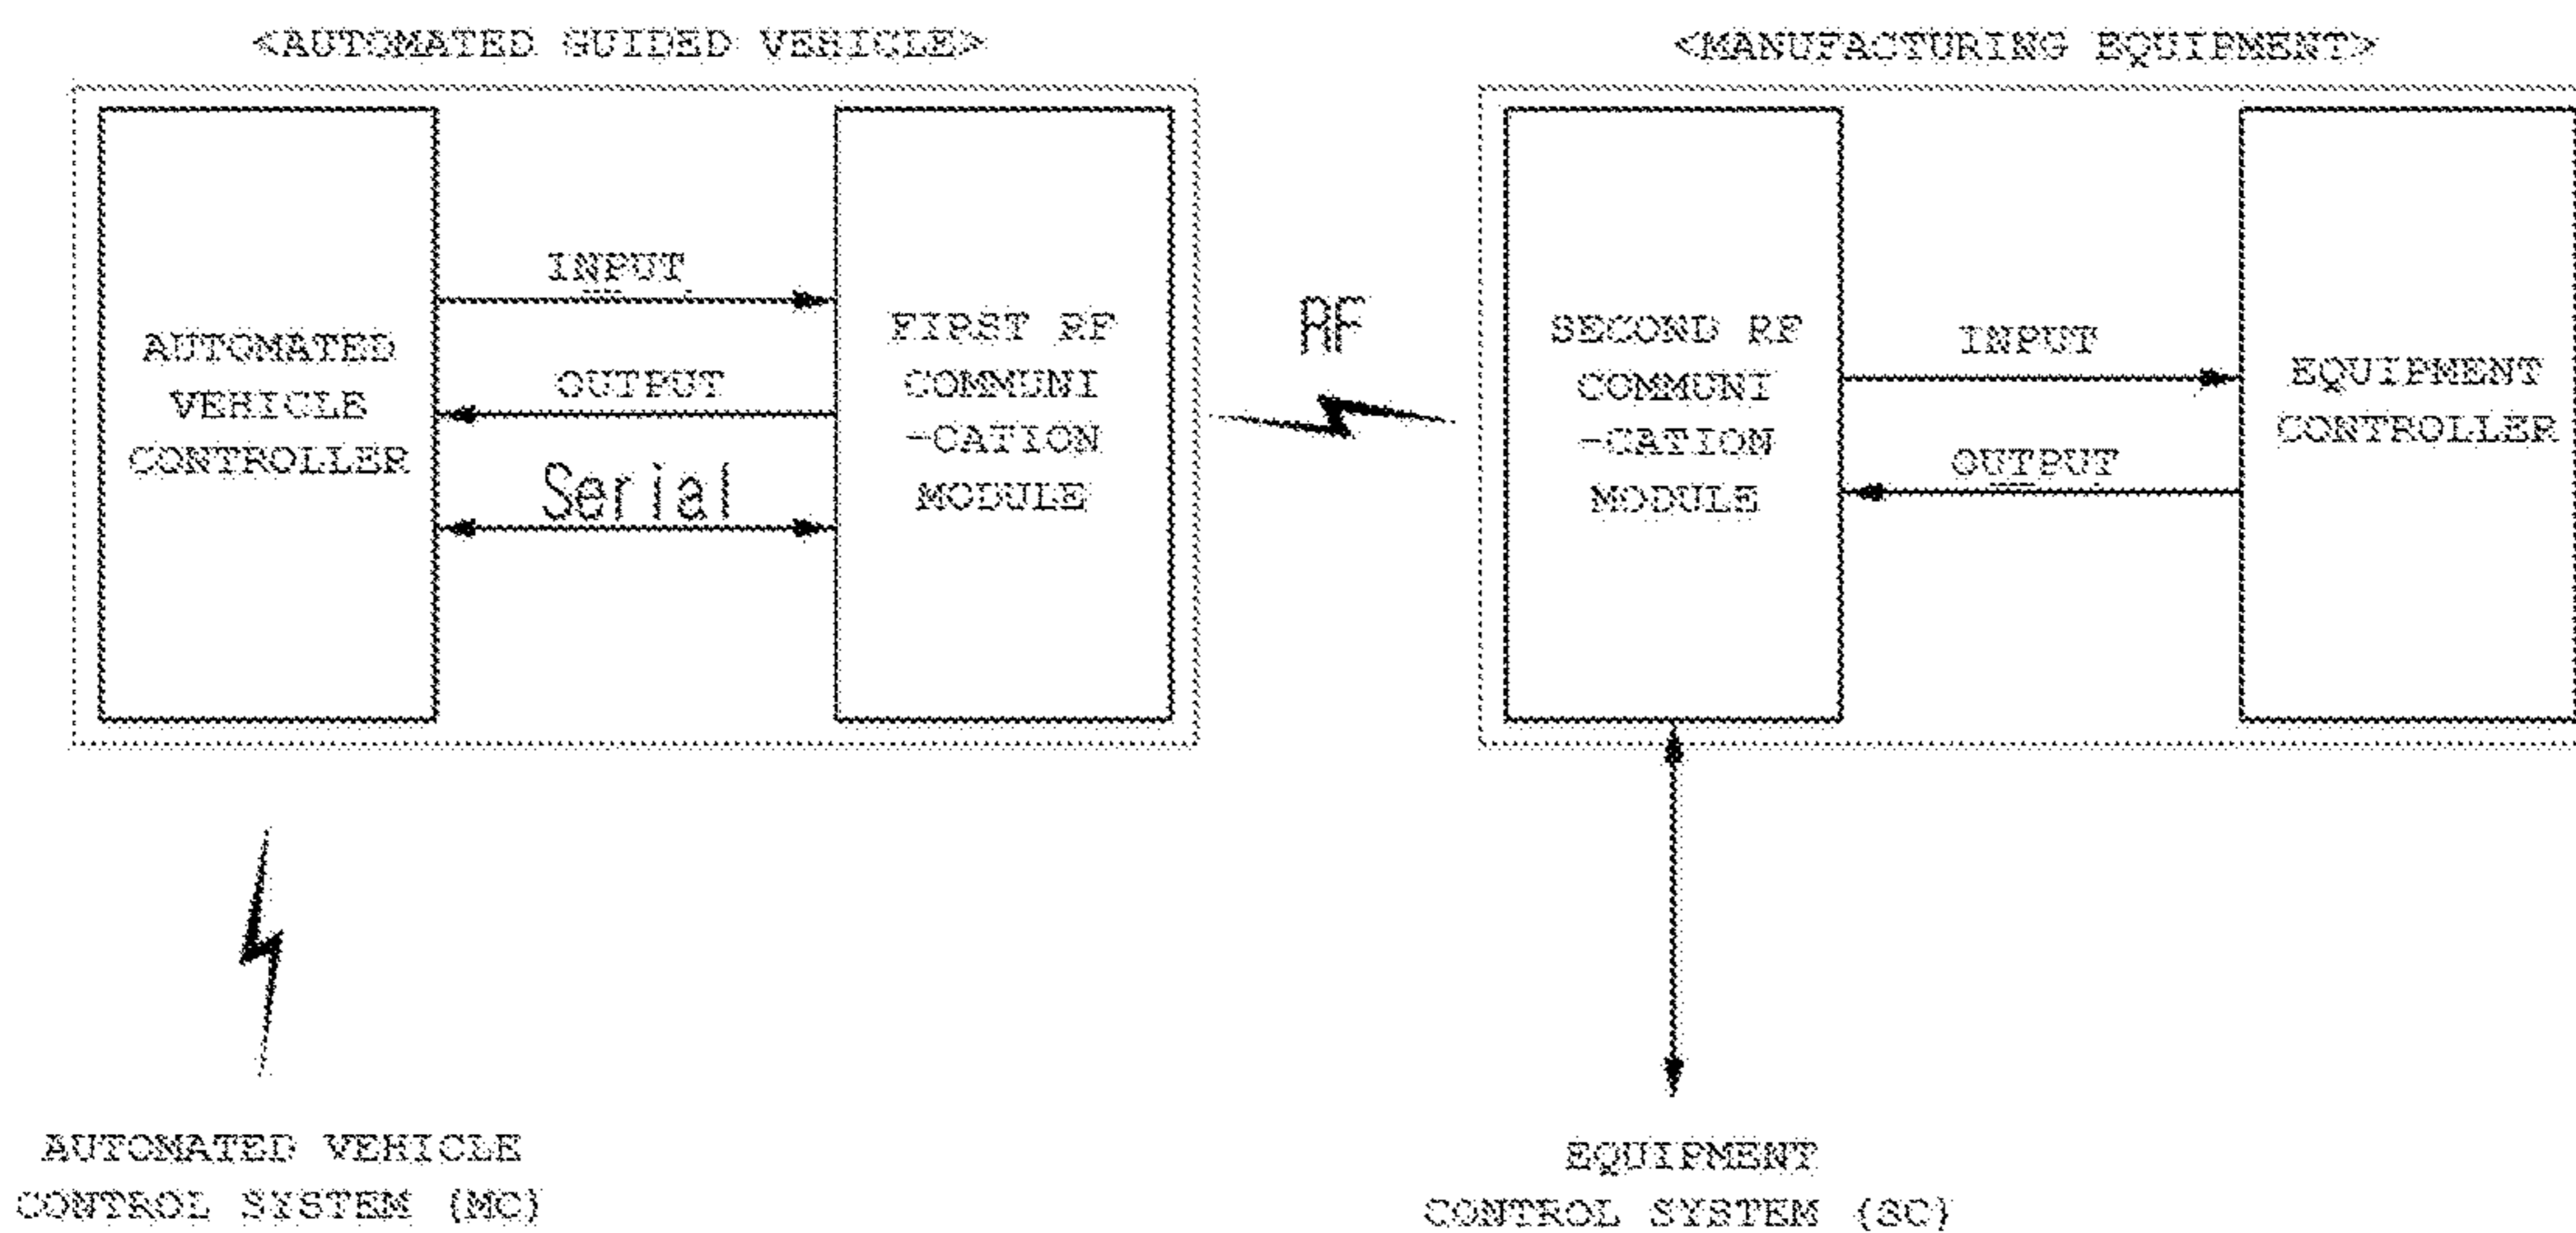 <AUTOMATED GUIDED VEHICLE>
<MANUFACTURING EQUIPMENT>
AUTOMATED
VEHICLE
CONTROLLER
INPUT
OUTPUT
Serial
FIRST RF
COMMUNI
-CATION
MODULE
RF
SECOND RF
COMMUNI
-CATION
MODULE
INPUT
OUTPUT
EQUIPMENT
CONTROLLER
AUTOMATED VEHICLE
CONTROL SYSTEM (MC)
EQUIPMENT
CONTROL SYSTEM (SC)